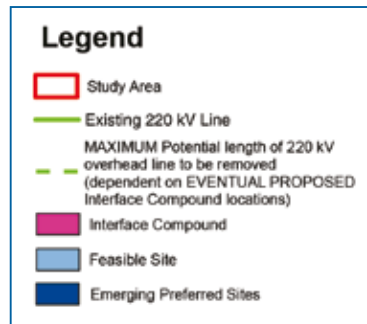 Legend
Study Area
Existing 220 kV Line
MAXIMUM Potential length of 220 kV
overhead line to be removed
(dependent on EVENTUAL PROPOSED
Interface Compound locations)
Interface Compound
Feasible Site
Emerging Preferred Sites